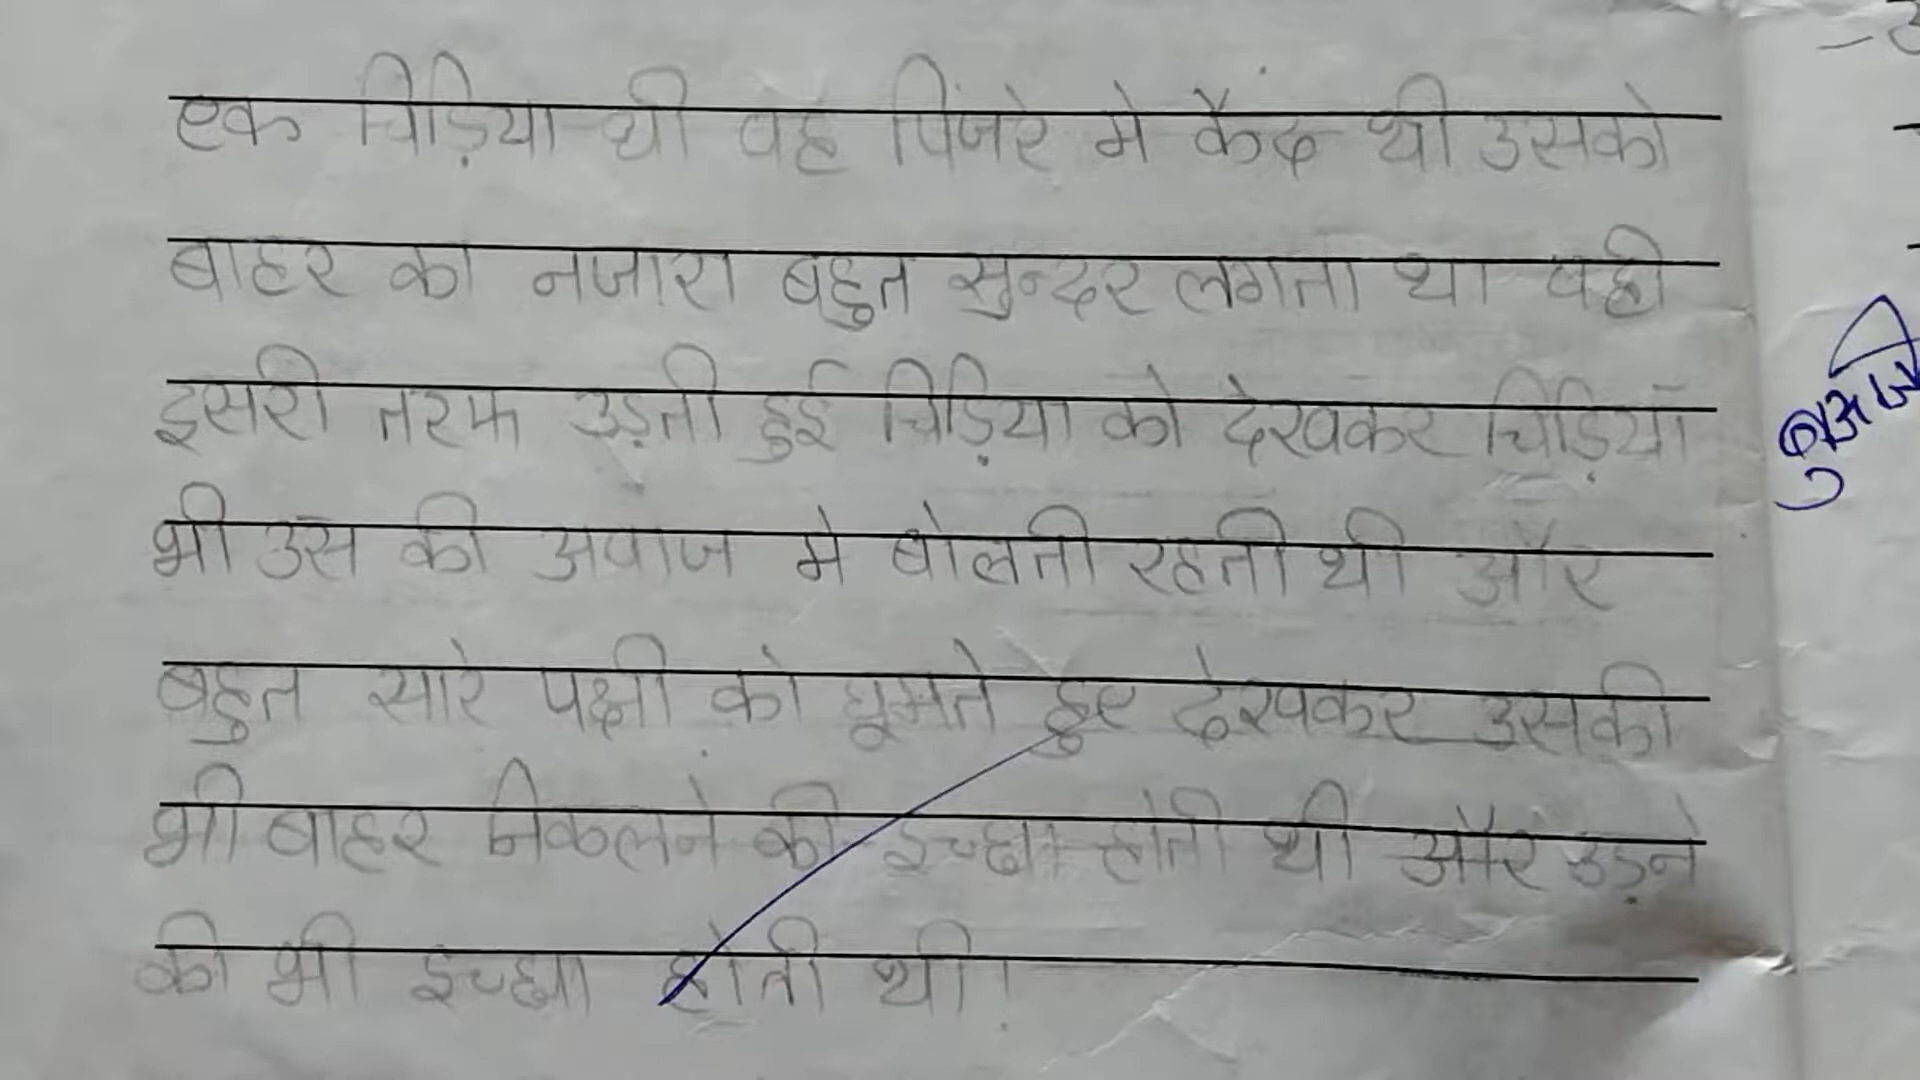 एक चिड़िया थी वह पिंजरे मे कैद थी उसको
बाहर का नजारा बहुत सुन्दर लगता था वही
दुसरी तरफ उड़ती हुई चिड़िया को देखकर चिड़ियाँ
भी उस की अवाज मे बोलती रहती थी और
बहुत सारे पक्षी को घूमते हुए देखकर उसकी
भी बाहर निकलने की इच्छा होती थी और उड़ने
की भी इच्छा होती थी।